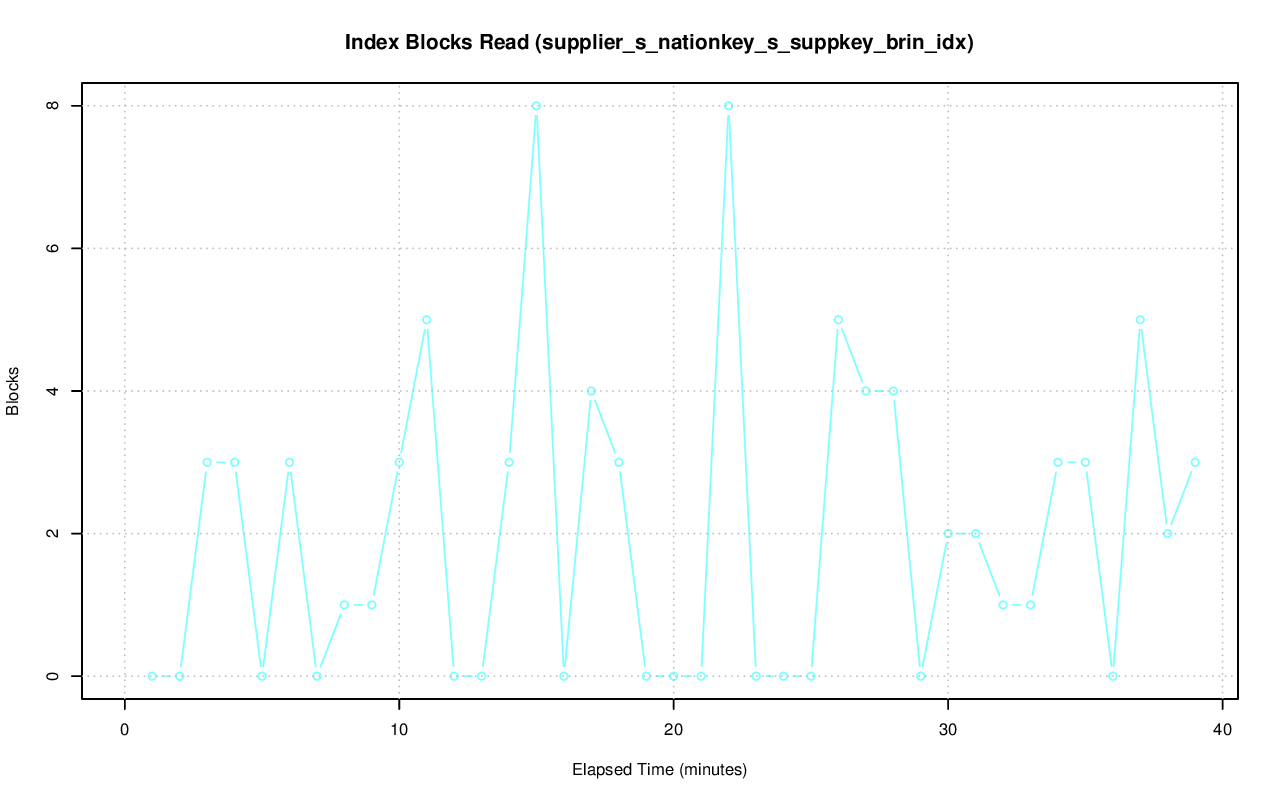 Index Blocks Read (supplier_s_nationkey_s_suppkey_brin_idx)
8
6
4
2
0
Blocks
0 10 20 30 40
Elapsed Time (minutes)